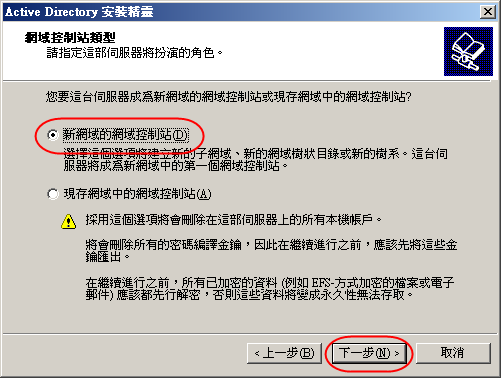 Active Directory 安裝精靈
網域控制站類型
請指定這部伺服器將扮演的角色。
您要這台伺服器成為新網域的網域控制站或現存網域中的網域控制站?
新網域的網域控制站(D)
選擇這個選項將建立新的子網域、新的網域樹狀目錄或新的樹系。這台伺
服器將成為新網域中的第一個網域控制站。
現存網域中的網域控制站(A)
採用這個選項將會刪除在這部伺服器上的所有本機帳戶。
將會刪除所有的密碼編譯金鑰，因此在繼續進行之前，應該先將這些金
鑰匯出。
在繼續進行之前，所有已加密的資料 (例如 EFS-方式加密的檔案或電子
郵件) 應該都先行解密，否則這些資料將變成永久性無法存取。
< 上一步(B)
下一步(N) >
取消